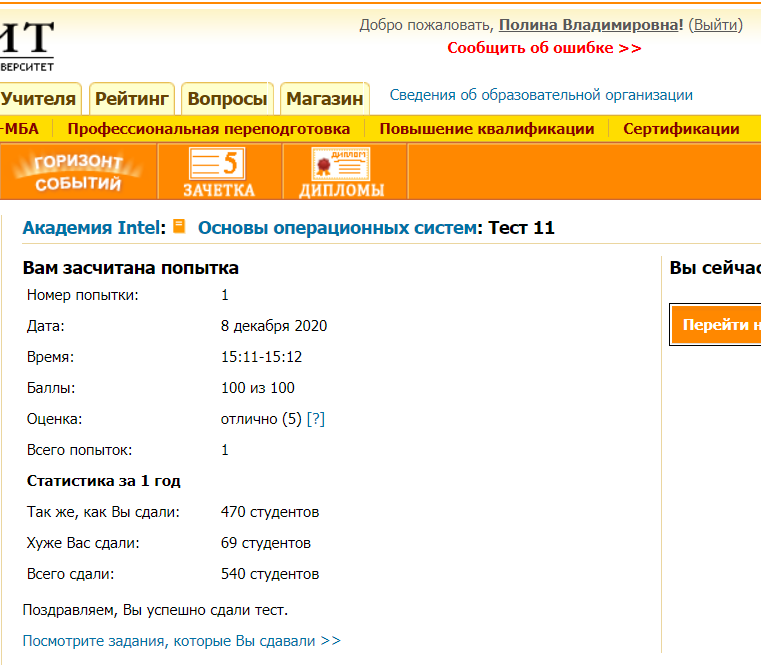 Добро пожаловать, Полина Владимировна! (Выйти)
Сообщить об ошибке >>
ИТ
ВЕРСИТЕТ
Учителя Рейтинг Вопросы Магазин Сведения об образовательной организации
-МБА Профессиональная переподготовка Повышение квалификации Сертификации
ГОРИЗОНТ СОБЫТИЙ
5 ЗАЧЕТКА
ДИПЛОМ ДИПЛОМЫ
Академия Intel: Основы операционных систем: Тест 11
Вам засчитана попытка
Номер попытки: 1
Дата: 8 декабря 2020
Время: 15:11-15:12
Баллы: 100 из 100
Оценка: отлично (5) [?]
Всего попыток: 1
Статистика за 1 год
Так же, как Вы сдали: 470 студентов
Хуже Вас сдали: 69 студентов
Всего сдали: 540 студентов
Поздравляем, Вы успешно сдали тест.
Посмотрите задания, которые Вы сдавали >>
Вы сейчас
Перейти н